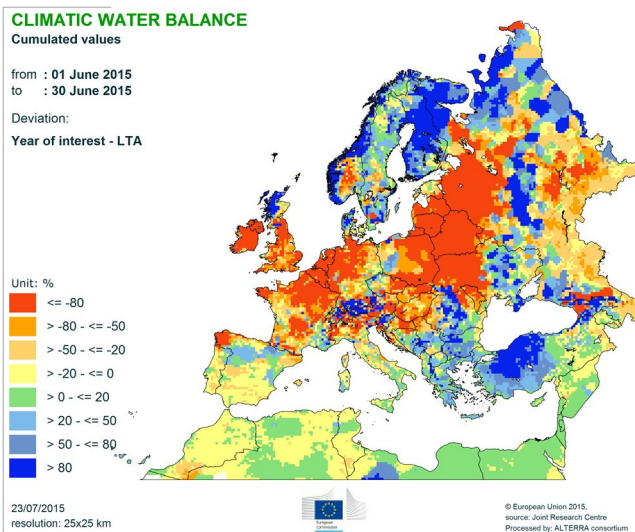 CLIMATIC WATER BALANCE
Cumulated values
from : 01 June 2015
to : 30 June 2015
Deviation:
Year of interest - LTA
Unit: %
<= -80
> -80 - <= -50
> -50 - <= -20
> -20 - <= 0
> 0 - <= 20
> 20 - <= 50
> 50 - <= 80
> 80
23/07/2015
resolution: 25x25 km
European
Commission
© European Union 2015,
source: Joint Research Centre
Processed by: ALTERRA consortium